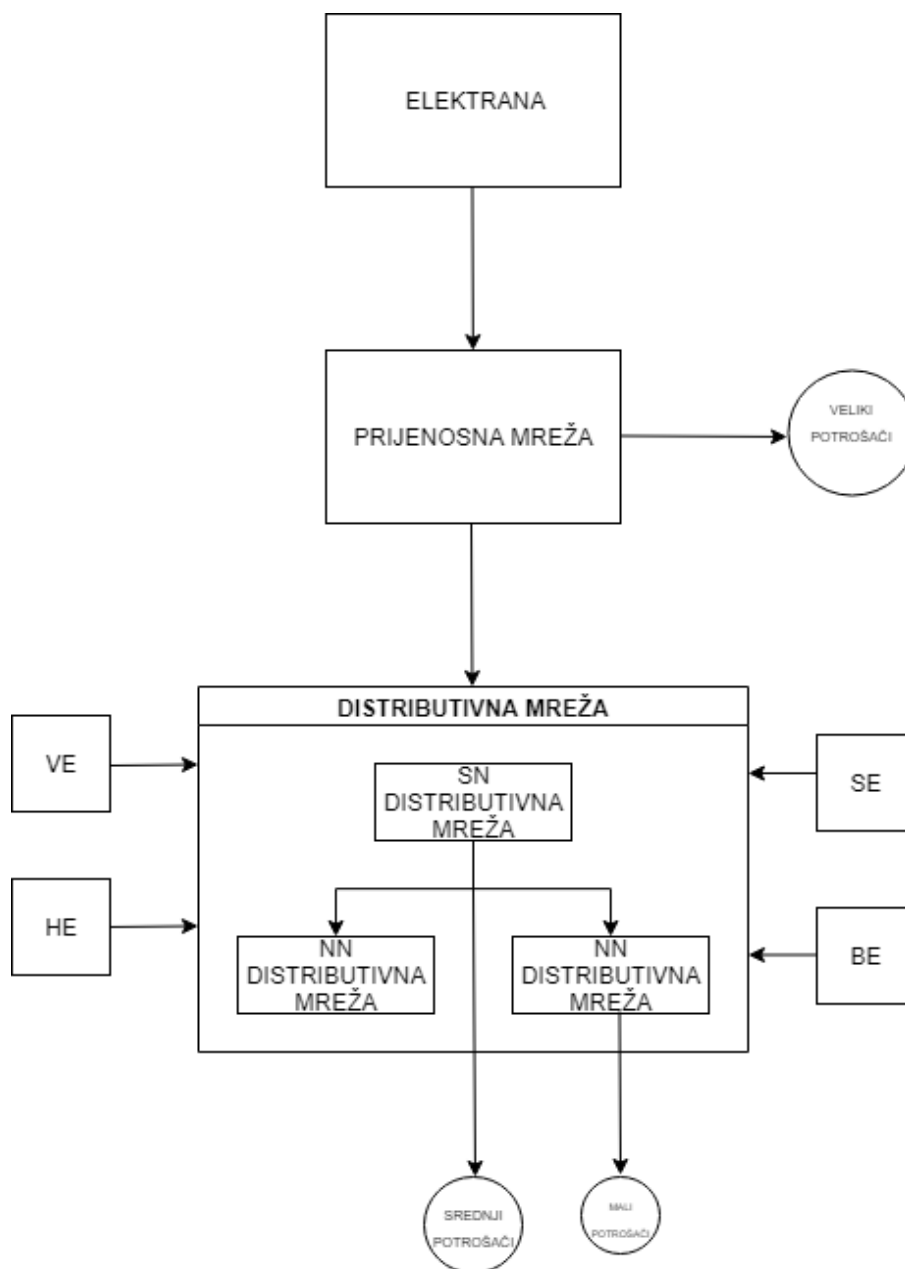 ELEKTRANA
PRIJENOSNA MREŽA
VELIKI
POTROŠAČI
DISTRIBUTIVNA MREŽA
VE
SN
DISTRIBUTIVNA
MREŽA
SE
HE
NN
DISTRIBUTIVNA
MREŽA
NN
DISTRIBUTIVNA
MREŽA
BE
SREDNJI
POTROŠAČI
MALI
POTROŠAČI